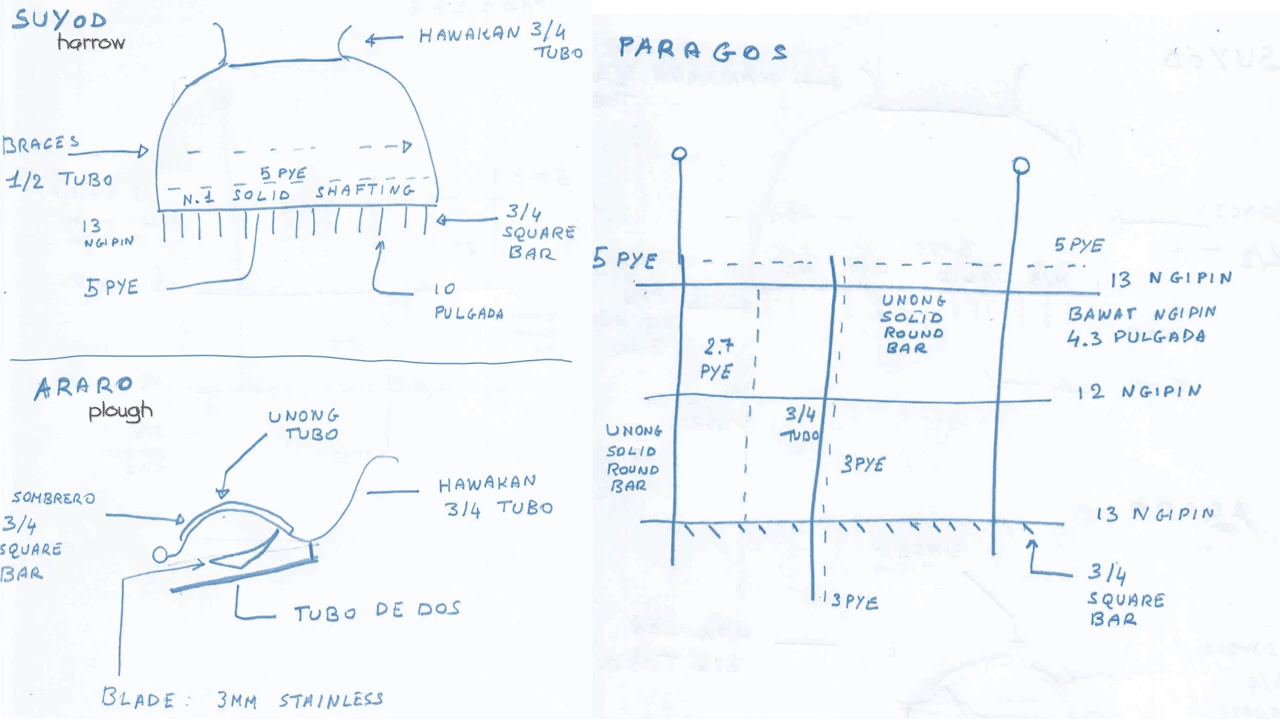 SUYOD
harrow
HAWAKAN 3/4
TUBO
BRACES
1/2 TUBO
5 PYE
N.1 SOLID SHAFTING
13
NGIPIN
3/4
SQUARE
BAR
5 PYE
10
PULGADA
ARARO
plough
UNONG
TUBO
SOMBRERO
3/4
SQUARE
BAR
HAWAKAN
3/4 TUBO
TUBO DE DOS
BLADE: 3MM STAINLESS
PARAGOS
5 PYE
5 PYE
13 NGIPIN
UNONG
SOLID
ROUND
BAR
BAWAT NGIPIN
4.3 PULGADA
2.7
PYE
12 NGIPIN
3/4
TUBO
UNONG
SOLID
ROUND
BAR
3PYE
13 NGIPIN
3PYE
3/4
SQUARE
BAR